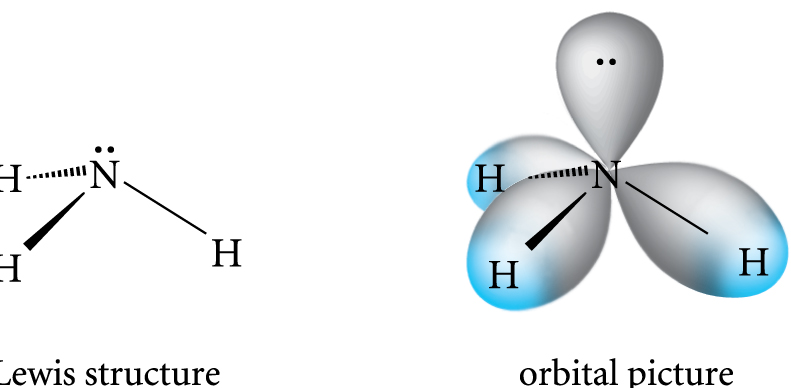 ··
H N
H
H
Lewis structure
··
H N
H
H
orbital picture